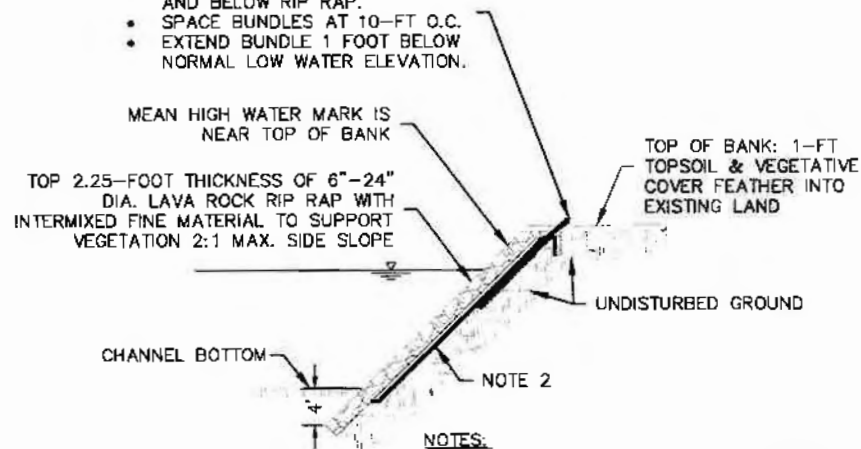 AND BELOW RIP RAP.
• SPACE BUNDLES AT 10-FT O.C.
• EXTEND BUNDLE 1 FOOT BELOW
NORMAL LOW WATER ELEVATION.
MEAN HIGH WATER MARK IS
NEAR TOP OF BANK
TOP OF BANK: 1-FT
TOPSOIL & VEGETATIVE
COVER FEATHER INTO
EXISTING LAND
TOP 2.25-FOOT THICKNESS OF 6"-24"
DIA. LAVA ROCK RIP RAP WITH
INTERMIXED FINE MATERIAL TO SUPPORT
VEGETATION 2:1 MAX. SIDE SLOPE
UNDISTURBED GROUND
CHANNEL BOTTOM
NOTE 2
4'
NOTES: